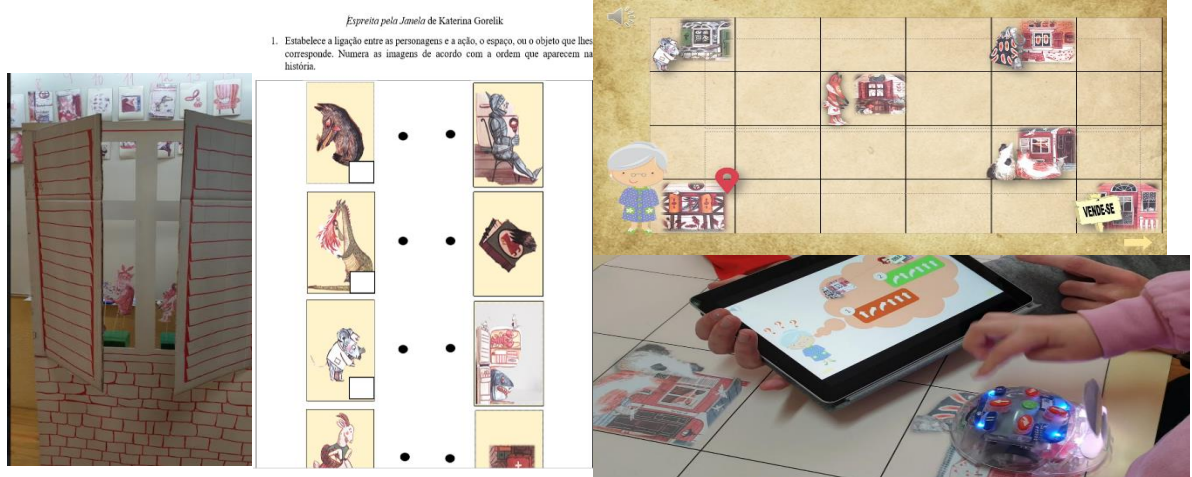 Espreita pela Janela de Katerina Gorelik
1. Estabelece a ligação entre as personagens e a ação, o espaço, ou o objeto que lhes
corresponde. Numera as imagens de acordo com a ordem que aparecem na
história.
VENDE-SE